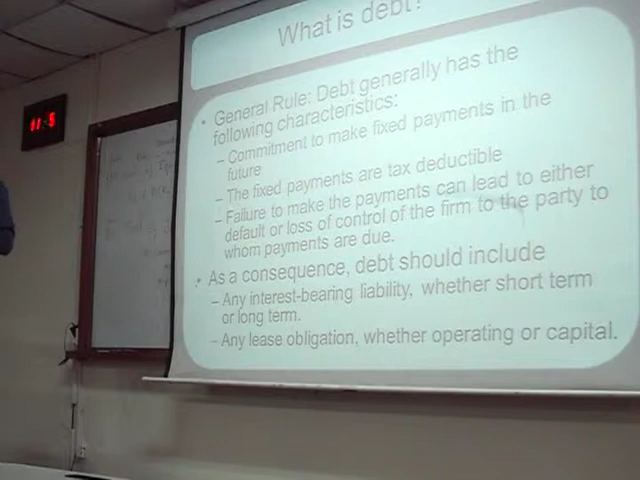 What is debt?
• General Rule: Debt generally has the
following characteristics:
– Commitment to make fixed payments in the
future
– The fixed payments are tax deductible
– Failure to make the payments can lead to either
default or loss of control of the firm to the party to
whom payments are due.
• As a consequence, debt should include
– Any interest-bearing liability, whether short term
or long term.
– Any lease obligation, whether operating or capital.